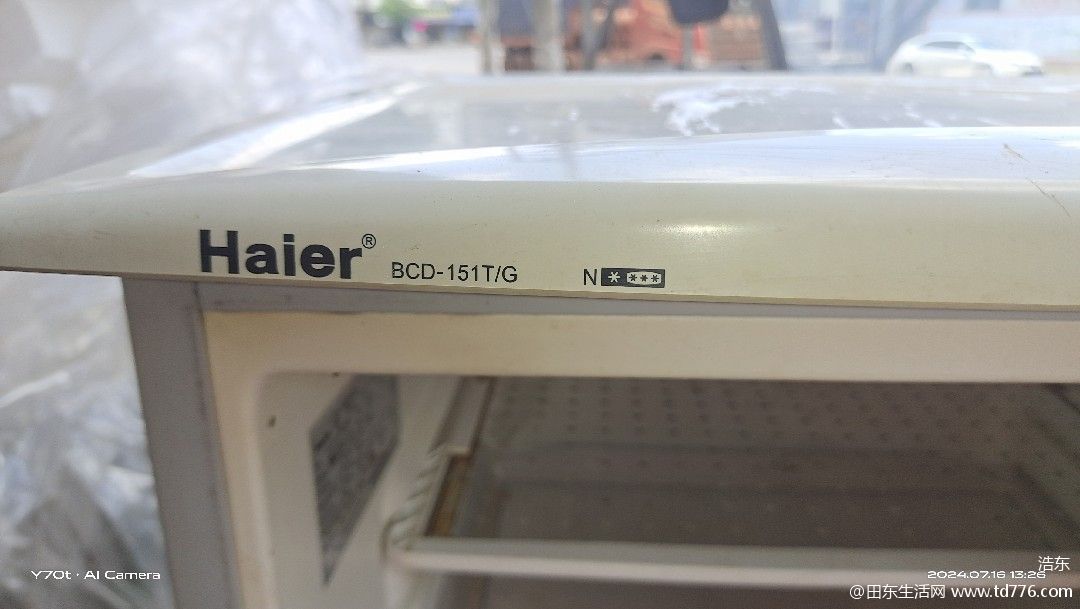 Haier® BCD-151T/G N* ***
Y70t · AI Camera
浩东
2024.07.16 13:26
@田东生活网 www.td776.com